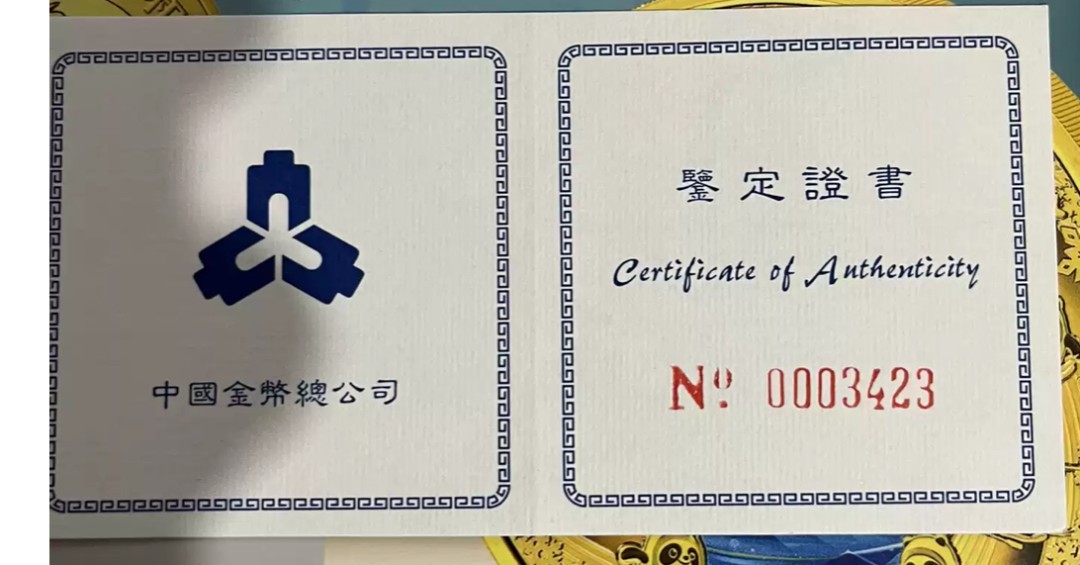 中國金幣總公司
鑒定證書
Certificate of Authenticity
Nº 0003423